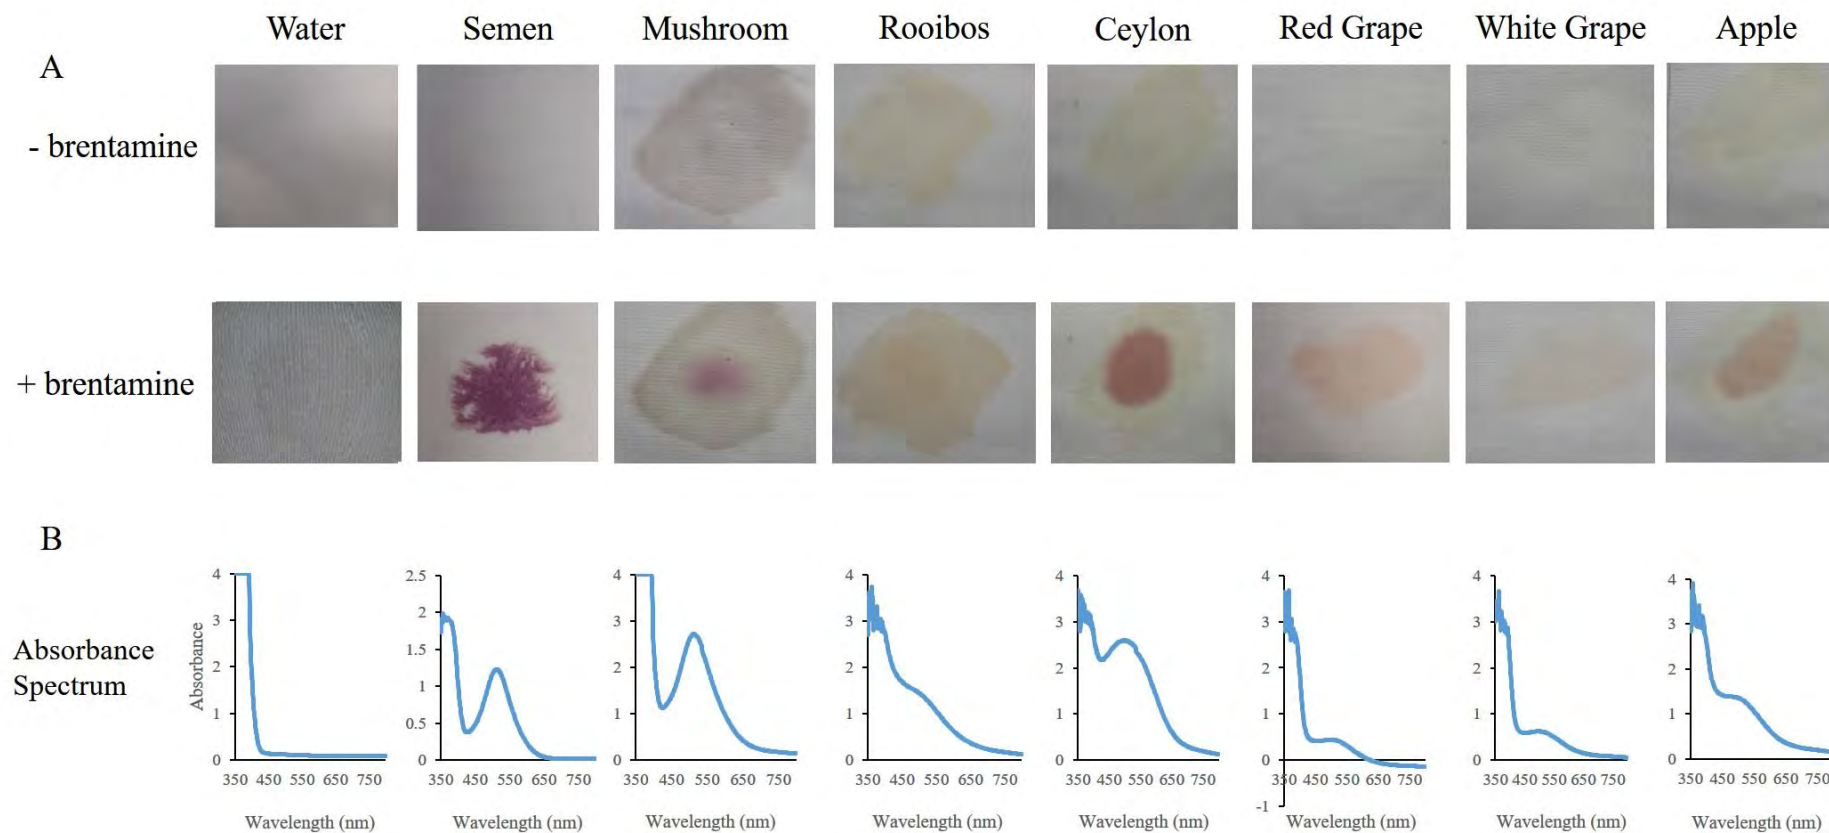 Water Semen Mushroom Rooibos Ceylon Red Grape White Grape Apple
A
- brentamine
+ brentamine
B
Absorbance
Spectrum
Absorbance
4
3
2
1
0
350 450 550 650 750
Wavelength (nm)
2.5
2
1.5
1
0.5
0
350 450 550 650 750
Wavelength (nm)
4
3
2
1
0
350 450 550 650 750
Wavelength (nm)
4
3
2
1
0
350 450 550 650 750
Wavelength (nm)
4
3
2
1
0
350 450 550 650 750
Wavelength (nm)
4
3
2
1
0
-1
350 450 550 650 750
Wavelength (nm)
4
3
2
1
0
350 450 550 650 750
Wavelength (nm)
4
3
2
1
0
350 450 550 650 750
Wavelength (nm)